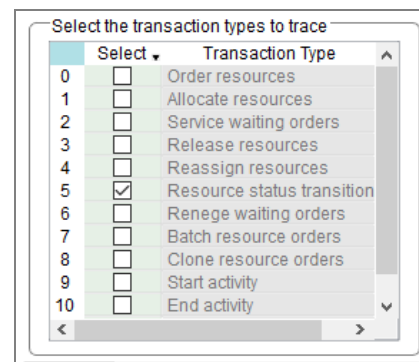 Select the transaction types to trace
Select Transaction Type
0 Order resources
1 Allocate resources
2 Service waiting orders
3 Release resources
4 Reassign resources
5 Resource status transition
6 Renege waiting orders
7 Batch resource orders
8 Clone resource orders
9 Start activity
10 End activity